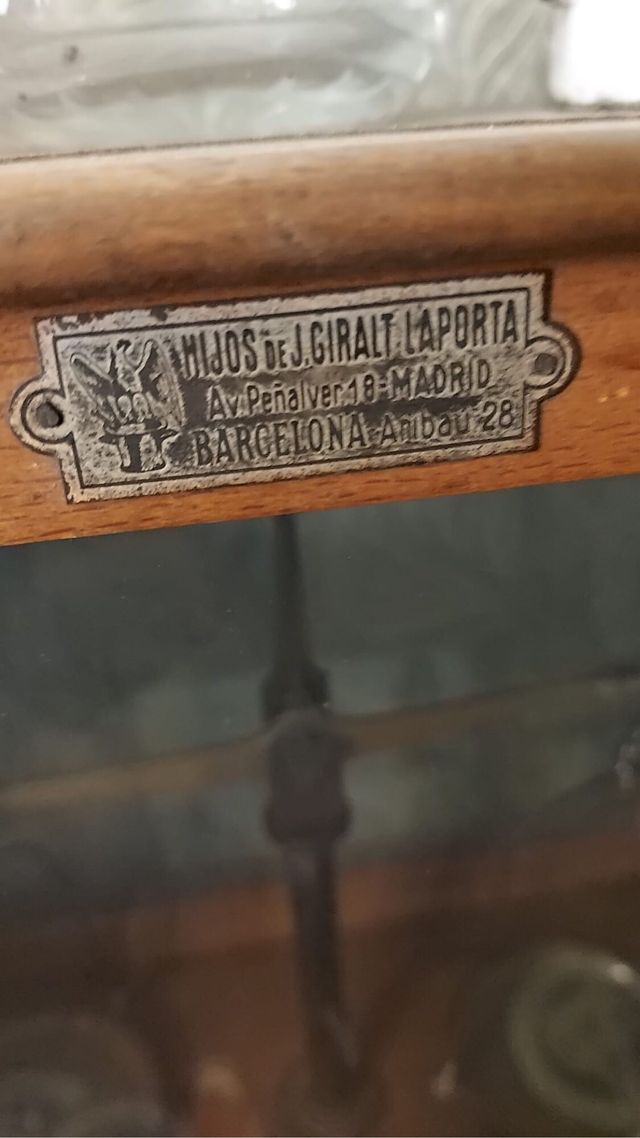 HIJOS DE J. GIRALT LAPORTA
Av. Peñalver 18-MADRID
BARCELONA-Aribau-28